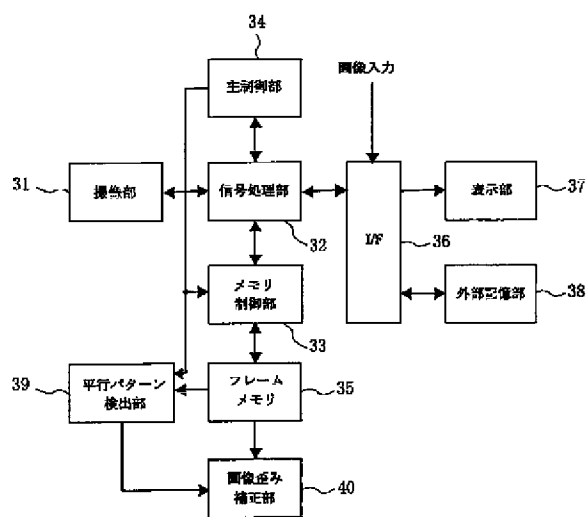 34
主制御部
画像入力
31
撮像部
信号処理部
32
I/F
36
表示部
37
メモリ
制御部
33
外部記憶部
38
39
平行パターン
検出部
フレーム
メモリ
35
画像歪み
補正部
40